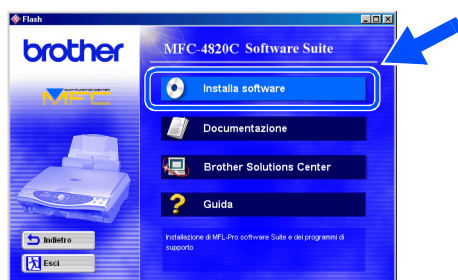 Flash
brother
MFC-4820C Software Suite
MFC
Installa software
Documentazione
Brother Solutions Center
Guida
Indietro
Esci
Installazione di MFL-Pro software Suite e dei programmi di
supporto